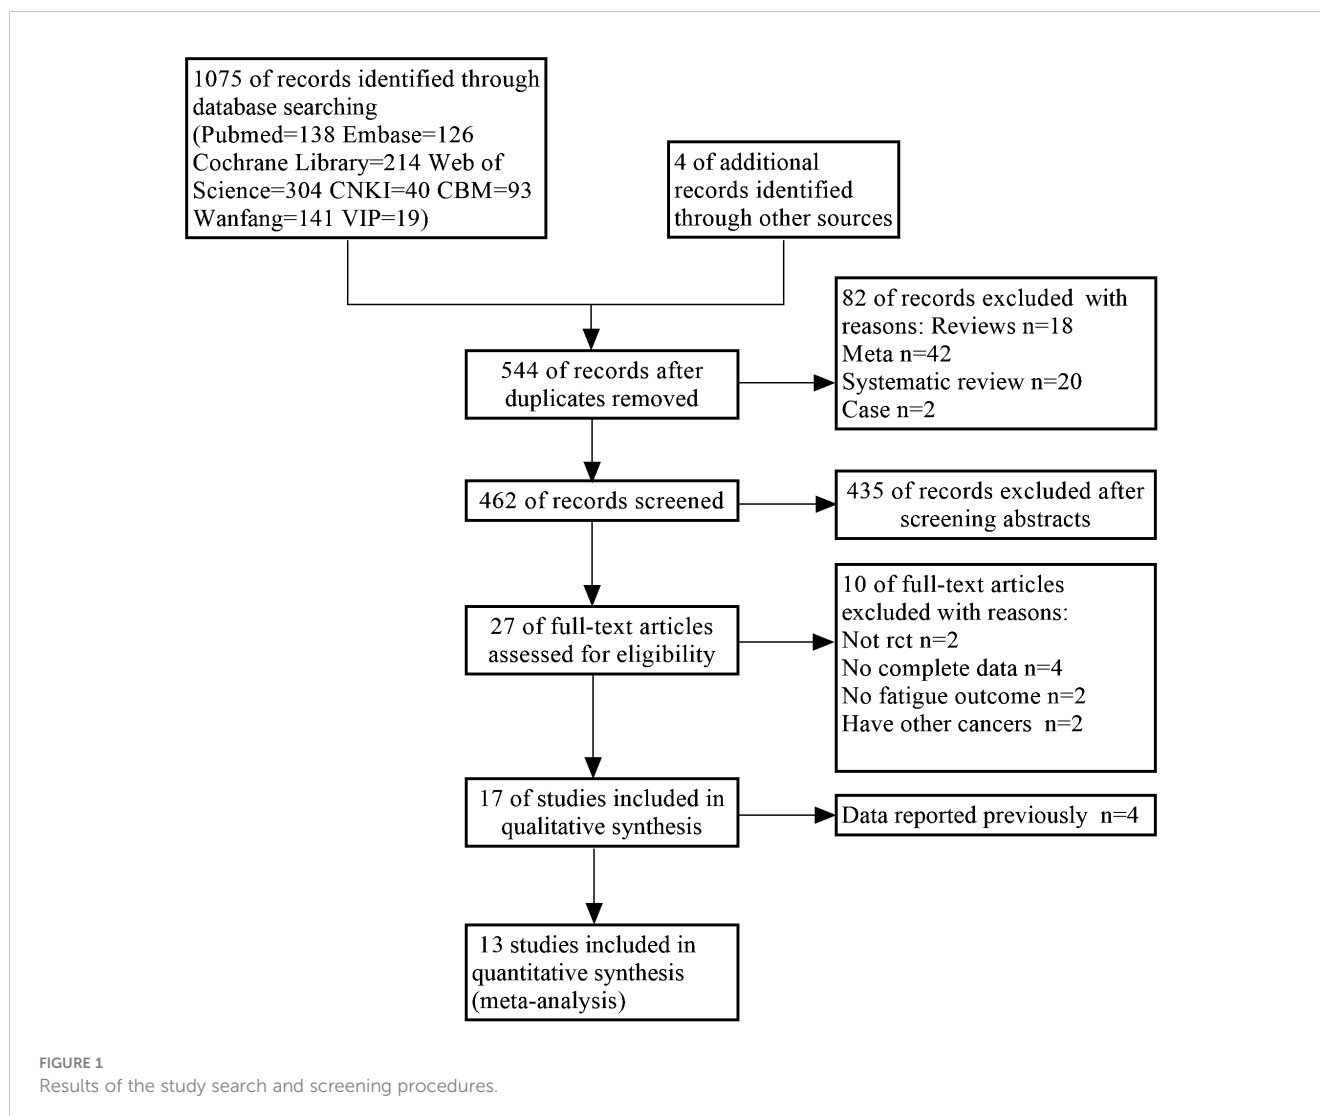 1075 of records identified through
database searching
(Pubmed=138 Embase=126
Cochrane Library=214 Web of
Science=304 CNKI=40 CBM=93
Wanfang=141 VIP=19)
4 of additional
records identified
through other sources
82 of records excluded with
reasons: Reviews n=18
Meta n=42
Systematic review n=20
Case n=2
544 of records after
duplicates removed
462 of records screened
435 of records excluded after
screening abstracts
27 of full-text articles
assessed for eligibility
10 of full-text articles
excluded with reasons:
Not rct n=2
No complete data n=4
No fatigue outcome n=2
Have other cancers n=2
17 of studies included in
qualitative synthesis
Data reported previously n=4
13 studies included in
quantitative synthesis
(meta-analysis)
FIGURE 1
Results of the study search and screening procedures.